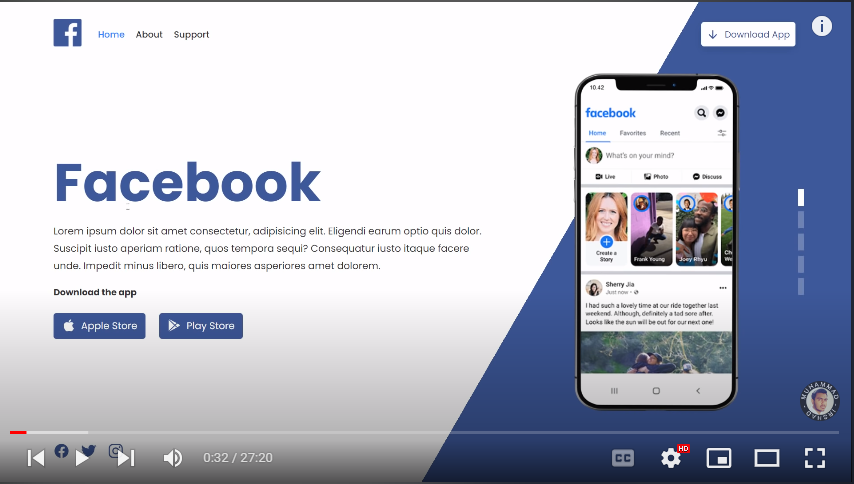 Home About Support
Download App
i
10.42
facebook
Home Favorites Recent
What's on your mind?
Live Photo Discuss
Create a
Story
Frank Young
Joey Rhyu
Sherry Jia
Just now
I had such a lovely time at our ride together last
weekend. Although, definitely a tad sore after.
Looks like the sun will be out for our next one!
Facebook
Lorem ipsum dolor sit amet consectetur, adipisicing elit. Eligendi earum optio quis dolor.
Suscipit iusto aperiam ratione, quos tempora sequi? Consequatur iusto itaque facere
unde. Impedit minus libero, quis maiores asperiores amet dolorem.
Download the app
Apple Store Play Store
MUHAMMAD
IRSHAD
0:32 / 27:20
CC HD